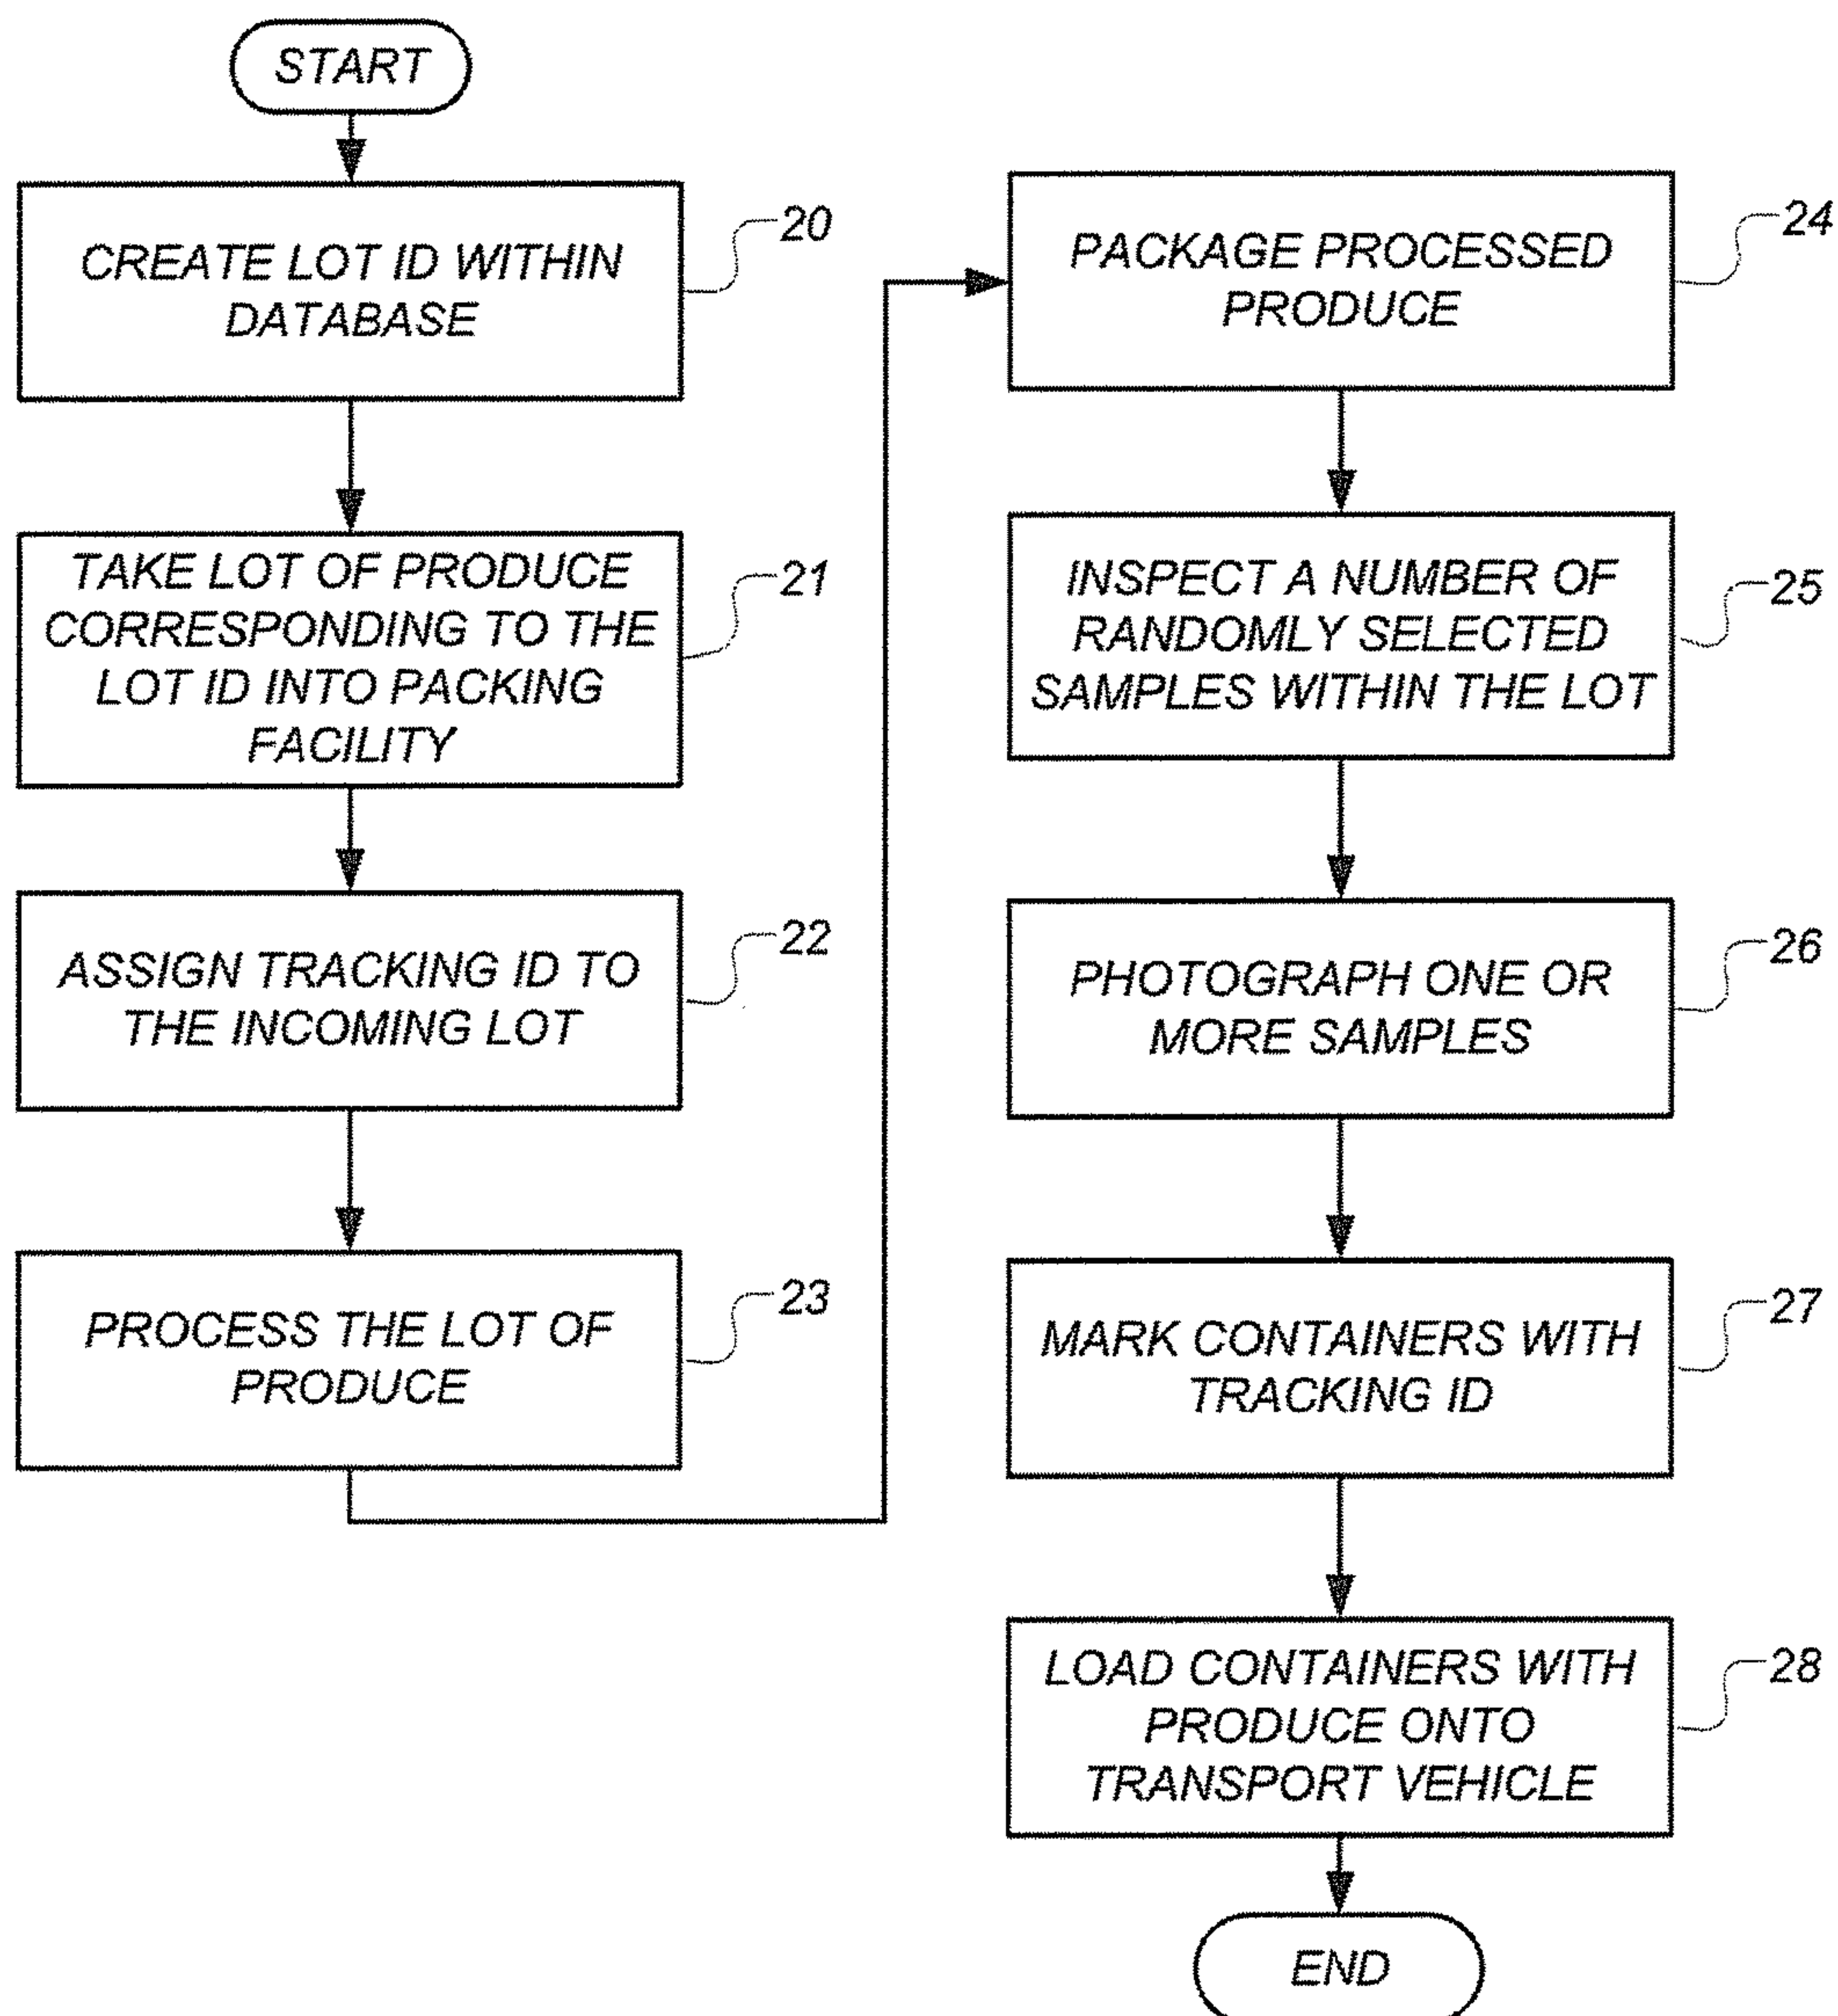 START
CREATE LOT ID WITHIN
DATABASE
20
TAKE LOT OF PRODUCE
CORRESPONDING TO THE
LOT ID INTO PACKING
FACILITY
21
ASSIGN TRACKING ID TO
THE INCOMING LOT
22
PROCESS THE LOT OF
PRODUCE
23
PACKAGE PROCESSED
PRODUCE
24
INSPECT A NUMBER OF
RANDOMLY SELECTED
SAMPLES WITHIN THE LOT
25
PHOTOGRAPH ONE OR
MORE SAMPLES
26
MARK CONTAINERS WITH
TRACKING ID
27
LOAD CONTAINERS WITH
PRODUCE ONTO
TRANSPORT VEHICLE
28
END